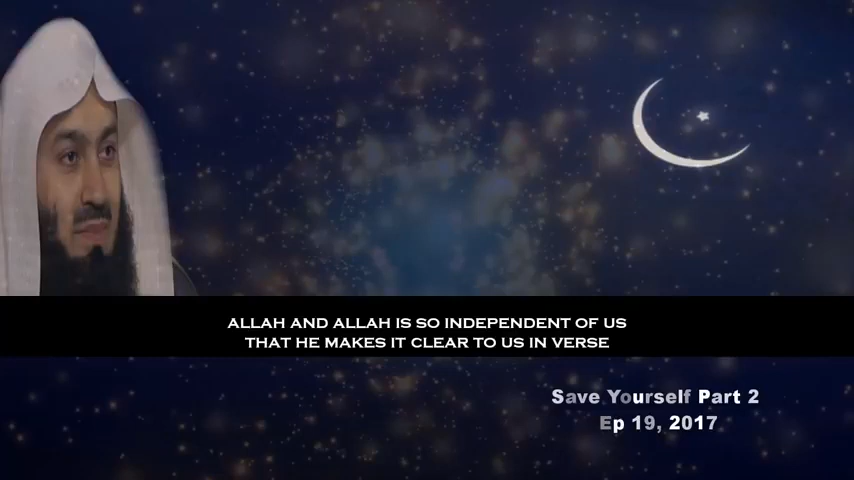 ALLAH AND ALLAH IS SO INDEPENDENT OF US
THAT HE MAKES IT CLEAR TO US IN VERSE
Save Yourself Part 2
Ep 19, 2017